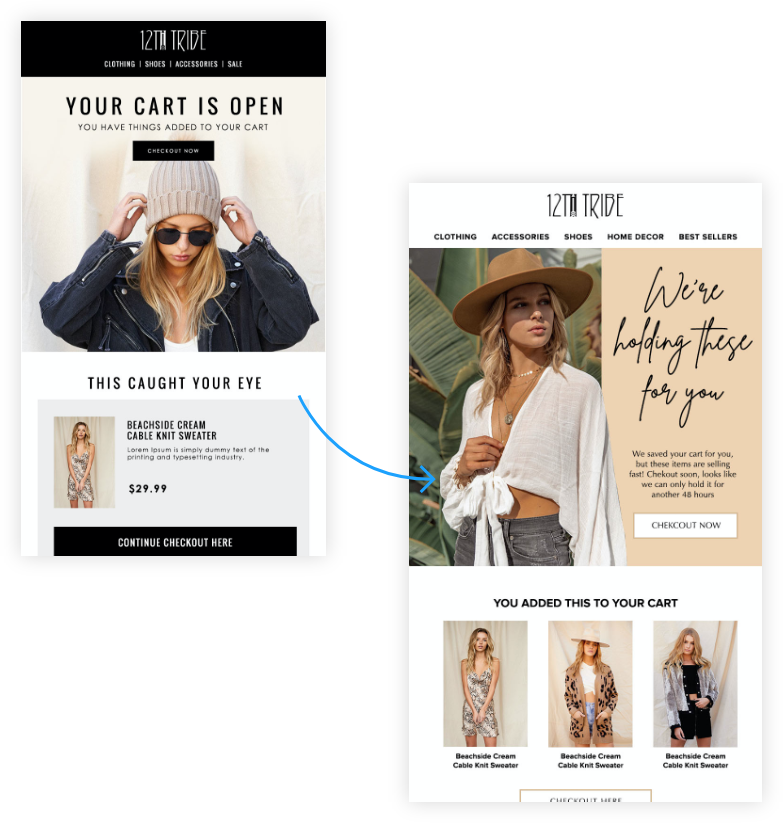 12TH TRIBE
CLOTHING | SHOES | ACCESSORIES | SALE
YOUR CART IS OPEN
YOU HAVE THINGS ADDED TO YOUR CART
CHECKOUT NOW
THIS CAUGHT YOUR EYE
BEACHSIDE CREAM
CABLE KNIT SWEATER
Lorem Ipsum is simply dummy text of the
printing and typesetting industry.
$29.99
CONTINUE CHECKOUT HERE
12TH TRIBE
CLOTHING ACCESSORIES SHOES HOME DECOR BEST SELLERS
We're
holding these
for you
We saved your cart for you,
but these items are selling
fast! Chekout soon, looks like
we can only hold it for
another 48 hours
CHEKCOUT NOW
YOU ADDED THIS TO YOUR CART
Beachside Cream Beachside Cream Beachside Cream
Cable Knit Sweater Cable Knit Sweater Cable Knit Sweater
CHECKOUT HERE